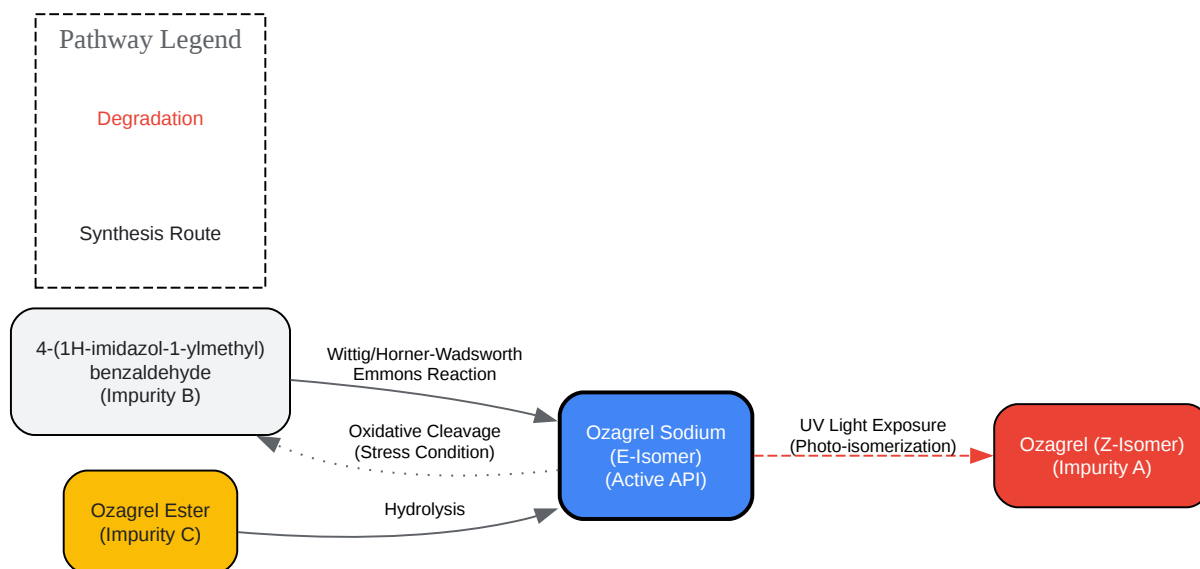 Pathway Legend
Degradation
Synthesis Route
4-(1H-imidazol-1-ylmethyl)
benzaldehyde
(Impurity B)
Wittig/Horner-Wadsworth
Emmons Reaction
Oxidative Cleavage
(Stress Condition)
Ozagrel Ester
(Impurity C)
Hydrolysis
Ozagrel Sodium
(E-Isomer)
(Active API)
UV Light Exposure
(Photo-isomerization)
Ozagrel (Z-Isomer)
(Impurity A)